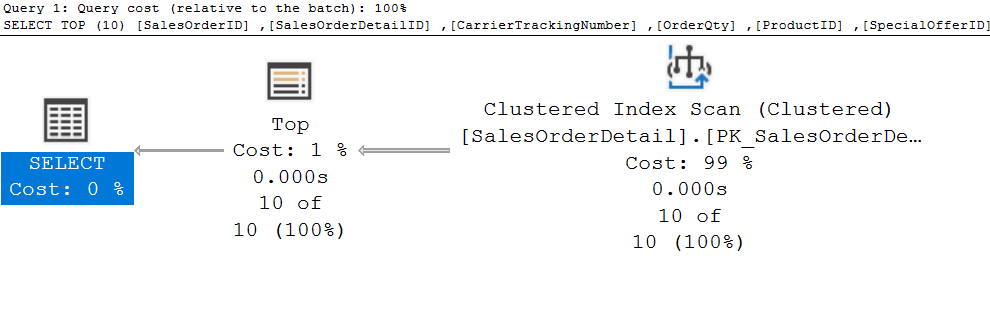 Query 1: Query cost (relative to the batch): 100%
SELECT TOP (10) [SalesOrderID] ,[SalesOrderDetailID] ,[CarrierTrackingNumber] ,[OrderQty] ,[ProductID] ,[SpecialOfferID]
SELECT
Cost: 0 %
Top
Cost: 1 %
0.000s
10 of
10 (100%)
Clustered Index Scan (Clustered)
[SalesOrderDetail].[PK_SalesOrderDe…
Cost: 99 %
0.000s
10 of
10 (100%)